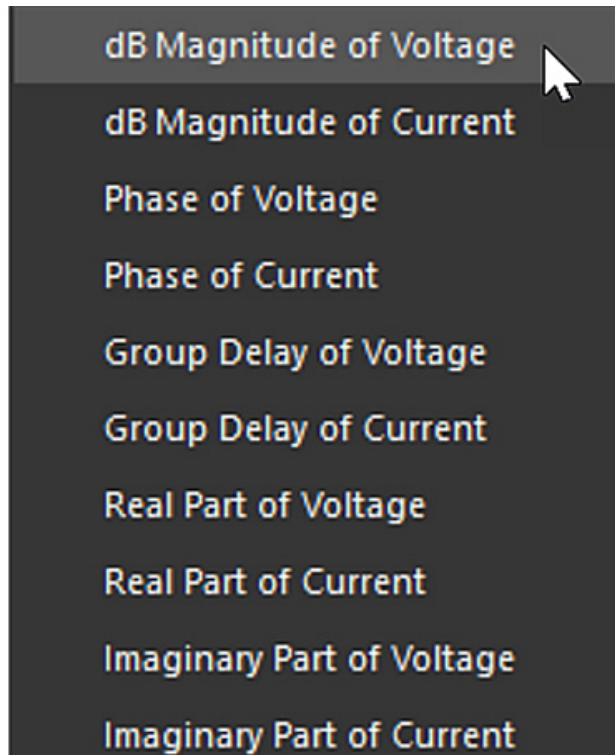 dB Magnitude of Voltage
dB Magnitude of Current
Phase of Voltage
Phase of Current
Group Delay of Voltage
Group Delay of Current
Real Part of Voltage
Real Part of Current
Imaginary Part of Voltage
Imaginary Part of Current